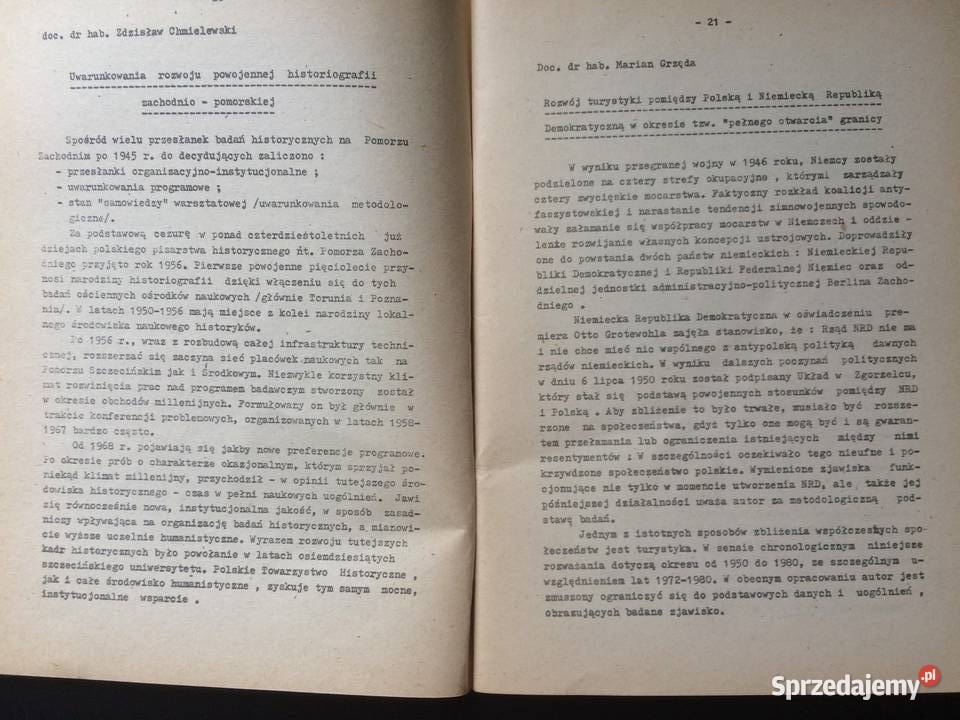 doc. dr hab. Zdzisław Chmielewski
Uwarunkowania rozwoju powojennej historiografii
zachodnio - pomorskiej
Spośród wielu przesłanek badań historycznych na Pomorzu
Zachodnim po 1945 r. do decydujących zaliczono :
- przesłanki organizacyjno-instytucjonalne ;
- uwarunkowania programowe ;
- stan "samowiedzy" warsztatowej /uwarunkowania metodolo-
giczne/.
Za podstawową cezurę w ponad czterdziestoletnich już
dziejach polskiego pisarstwa historycznego nt. Pomorza Zacho-
dniego przyjęto rok 1956. Pierwsze powojenne pięciolecie przy-
nosi narodziny historiografii dzięki włączeniu się do tych
badań ościennych ośrodków naukowych /głównie Torunia i Pozna-
nia/. W latach 1950-1956 mają miejsce z kolei narodziny lokal-
nego środowiska naukowego historyków.
Po 1956 r., wraz z rozbudową całej infrastruktury techni-
cznej, rozszerzać się zaczyna sieć placówek naukowych tak na
Pomorzu Szczecińskim jak i Środkowym. Niezwykle korzystny kli-
mat rozwinięcia prac nad programem badawczym stworzony został
w okresie obchodów millenijnych. Formułowany on był głównie w
trakcie konferencji problemowych, organizowanych w latach 1958-
1967 bardzo często.
Od 1968 r. pojawiają się jakby nowe preferencje programowe.
Po okresie prób o charakterze okazjonalnym, którym sprzyjał po-
niekąd klimat millenijny, przychodził - w opinii tutejszego śro-
dowiska historycznego - czas w pełni naukowych uogólnień. Jawi
się równocześnie nowa, instytucjonalna jakość, w sposób zasad-
niczy wpływająca na organizację badań historycznych, a mianowi-
cie wyższe uczelnie humanistyczne. Wyrazem rozwoju tutejszych
kadr historycznych było powołanie w latach osiemdziesiątych
szczecińskiego uniwersytetu. Polskie Towarzystwo Historyczne ,
jak i całe środowisko humanistyczne , zyskuje tym samym mocne,
instytucjonalne wsparcie .
- 21 -
Doc. dr hab. Marian Grzęda
Rozwój turystyki pomiędzy Polską i Niemiecką Republiką
Demokratyczną w okresie tzw. "pełnego otwarcia" granicy
W wyniku przegranej wojny w 1946 roku, Niemcy zostały
podzielone na cztery strefy okupacyjne , którymi zarządzały
cztery zwycięskie mocarstwa. Faktyczny rozkład koalicji anty-
faszystowskiej i narastanie tendencji zimnowojennych spowodo-
wały załamanie się współpracy mocarstw w Niemczech i oddzie -
lenże rozwijanie własnych koncepcji ustrojowych. Doprowadziły
one do powstania dwóch państw niemieckich : Niemieckiej Repu-
bliki Demokratycznej i Republiki Federalnej Niemiec oraz od-
dzielnej jednostki administracyjno-politycznej Berlina Zacho-
dniego .
Niemiecka Republika Demokratyczna w oświadczeniu pre-
miera Otto Grotewohla zajęła stanowisko, że : Rząd NRD nie ma
i nie chce mieć nic wspólnego z antypolską polityką dawnych
rządów niemieckich. W wyniku dalszych poczynań politycznych
w dniu 6 lipca 1950 roku został podpisany Układ w Zgorzelcu,
który stał się podstawą powojennych stosunków pomiędzy NRD
i Polską . Aby zbliżenie to było trwałe, musiało być rozsze-
rzone na społeczeństwa, gdyż tylko one mogą być i są gwaran-
tem przełamania lub ograniczenia istniejących między nimi
resentymentów : W szczególności oczekiwało tego nieufne i po-
krzywdzone społeczeństwo polskie. Wymienione zjawiska funk-
cjonujące nie tylko w momencie utworzenia NRD, ale także jej
późniejszej działalności uważa autor za metodologiczną pod-
stawę badań.
Jednym z istotnych sposobów zbliżenia współczesnych spo-
łeczeństw jest turystyka. W sensie chronologicznym niniejsze
rozważania dotyczą okresu od 1950 do 1980, ze szczególnym u-
względnieniem lat 1972-1980. W obecnym opracowaniu autor jest
zmuszony ograniczyć się do podstawowych danych i uogólnień ,
obrazujących badane zjawisko.
Sprzedajemy.pl